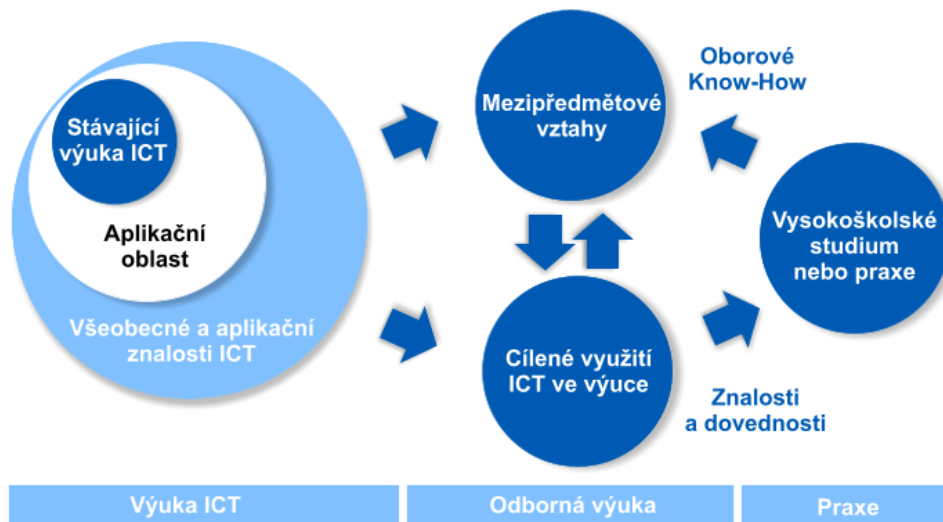 Stávající
výuka ICT
Aplikační
oblast
Všeobecné a aplikační
znalosti ICT
Mezipředmětové
vztahy
Cílené využití
ICT ve výuce
Oborové
Know-How
Vysokoškolské
studium
nebo praxe
Znalosti
a dovednosti
Výuka ICT
Odborná výuka
Praxe